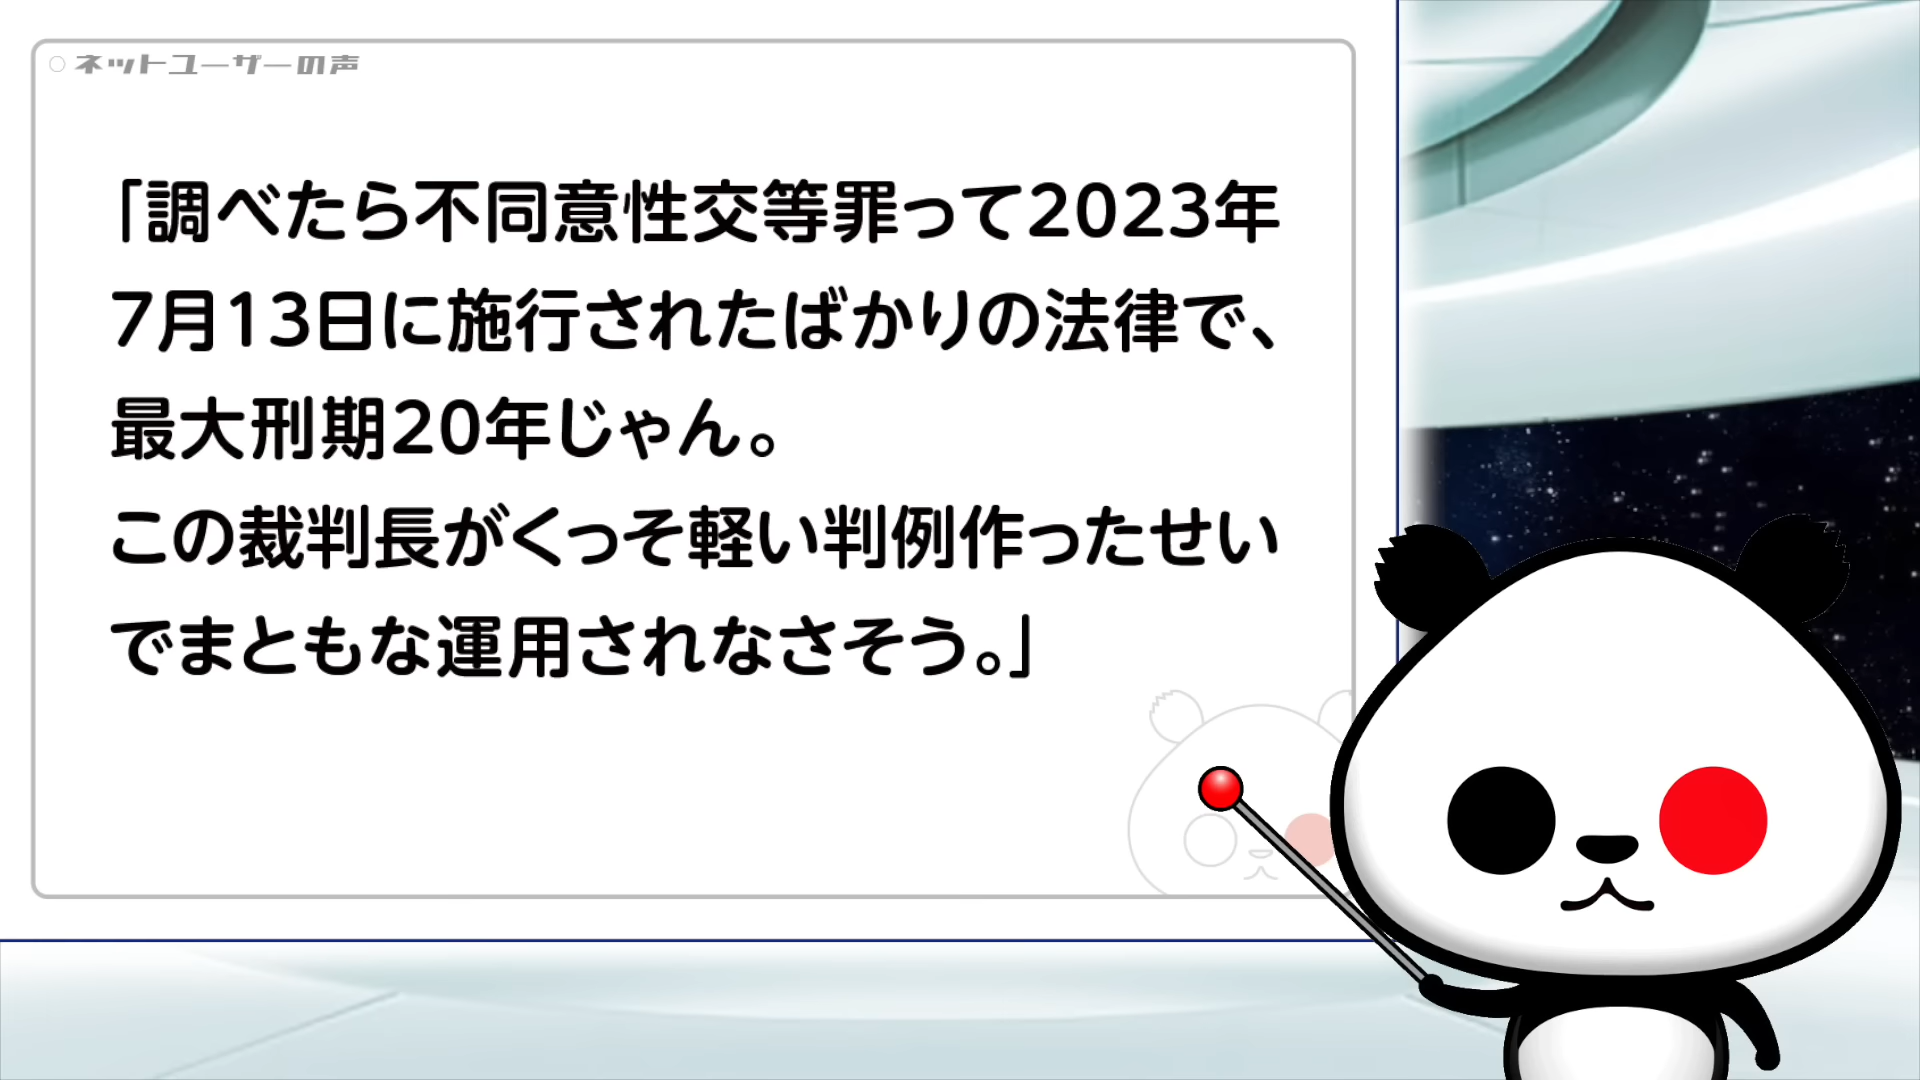 ネットユーザーの声
「調べたら不同意性交等罪って2023年
7月13日に施行されたばかりの法律で、
最大刑期20年じゃん。
この裁判長がくっそ軽い判例作ったせい
でまともな運用されなさそう。」